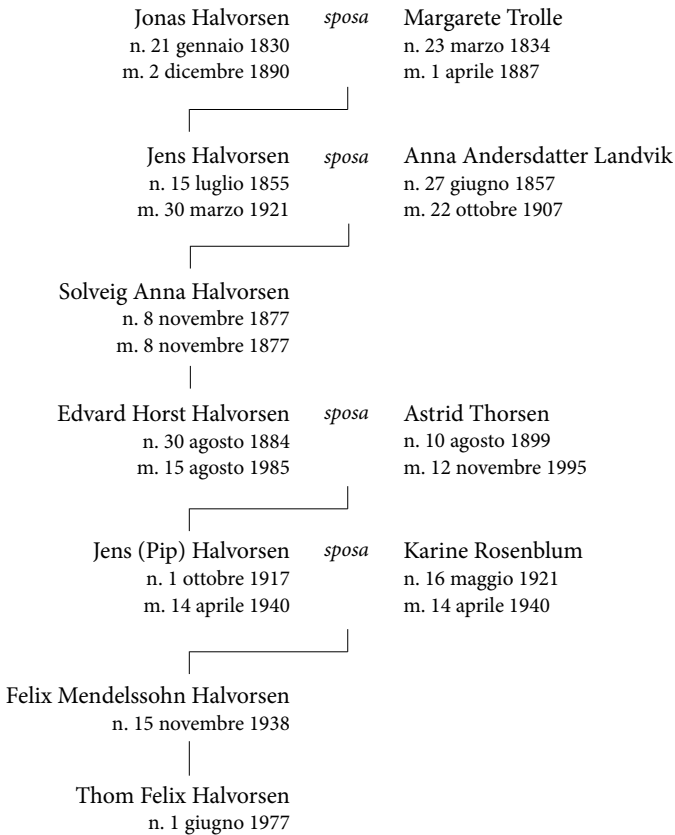 Jonas Halvorsen sposa Margarete Trolle
n. 21 gennaio 1830 n. 23 marzo 1834
m. 2 dicembre 1890 m. 1 aprile 1887
Jens Halvorsen sposa Anna Andersdatter Landvik
n. 15 luglio 1855 n. 27 giugno 1857
m. 30 marzo 1921 m. 22 ottobre 1907
Solveig Anna Halvorsen
n. 8 novembre 1877
m. 8 novembre 1877
Edvard Horst Halvorsen sposa Astrid Thorsen
n. 30 agosto 1884 n. 10 agosto 1899
m. 15 agosto 1985 m. 12 novembre 1995
Jens (Pip) Halvorsen sposa Karine Rosenblum
n. 1 ottobre 1917 n. 16 maggio 1921
m. 14 aprile 1940 m. 14 aprile 1940
Felix Mendelssohn Halvorsen
n. 15 novembre 1938
Thom Felix Halvorsen
n. 1 giugno 1977